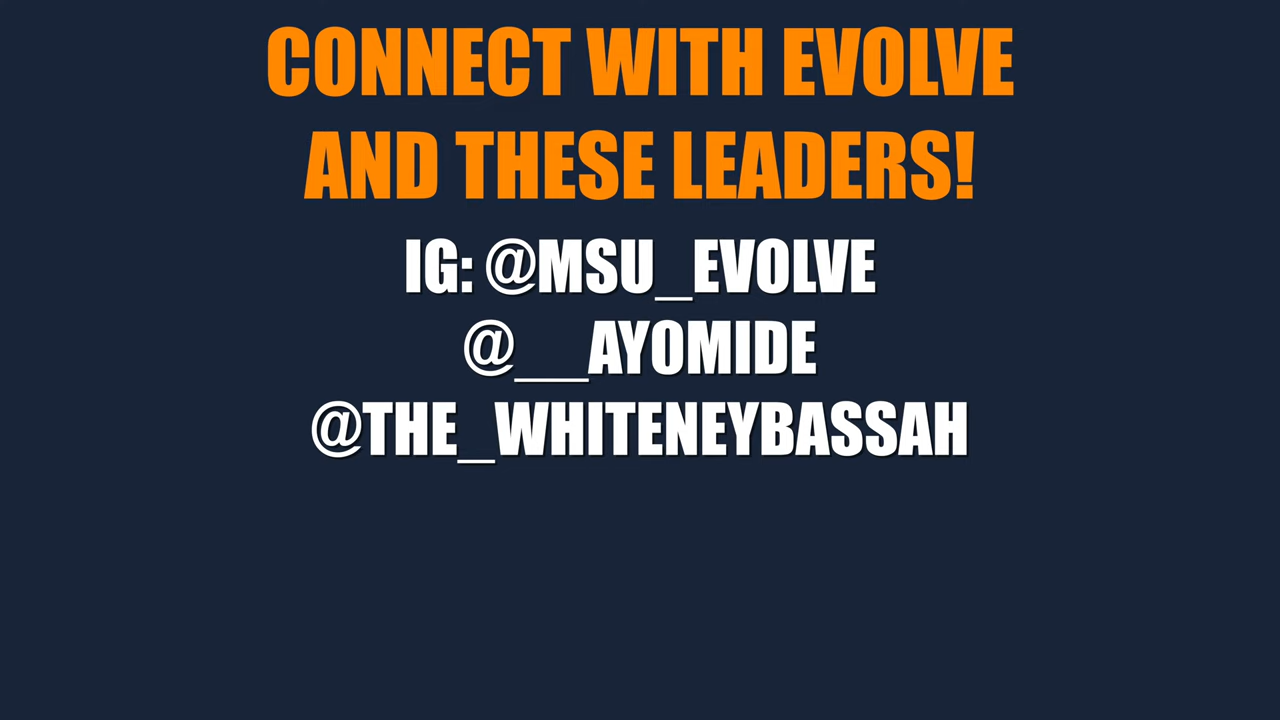 CONNECT WITH EVOLVE
AND THESE LEADERS!
IG: @MSU_EVOLVE
@__AYOMIDE
@THE_WHITENEYBASSAH